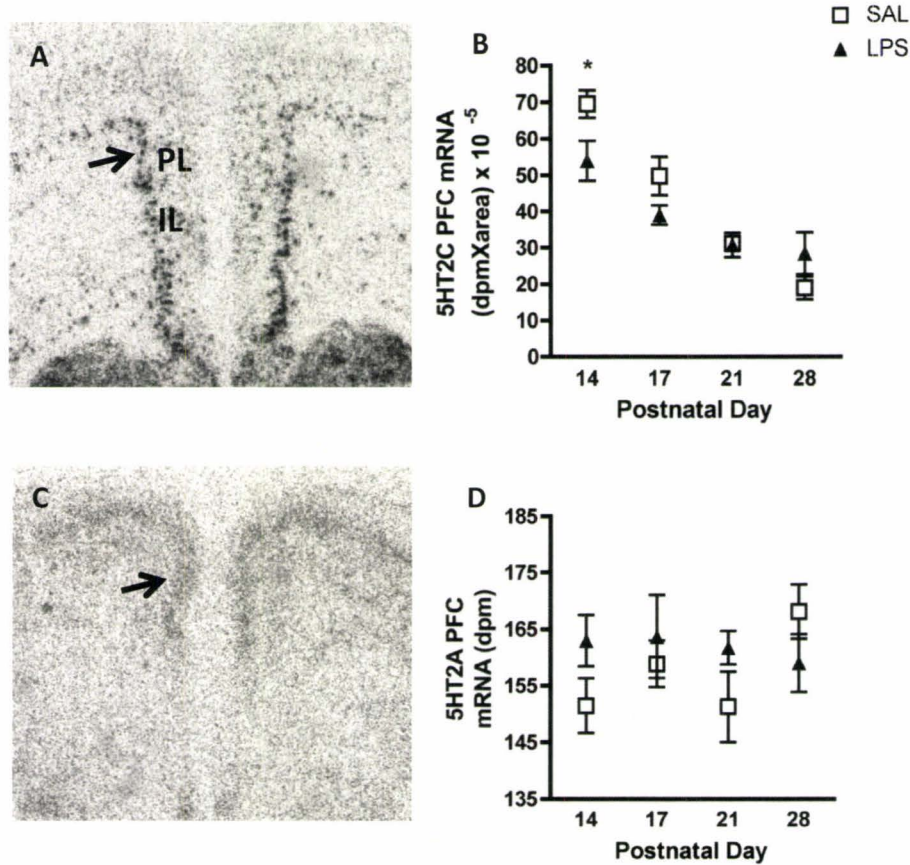 SAL
LPS
A
PL
IL
B
*
80
70
60
50
40
30
20
10
0
5HT2C PFC mRNA
(dpmXarea) x 10 -5
14 17 21 28
Postnatal Day
C
D
185
175
165
155
145
135
5HT2A PFC
mRNA (dpm)
14 17 21 28
Postnatal Day